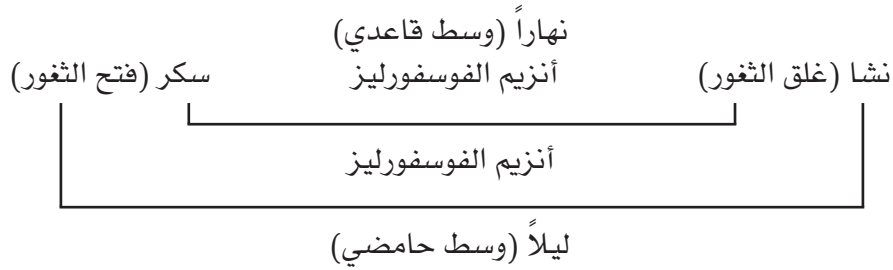 نهاراً (وسط قاعدي)
نشا (غلق الثغور) أنزيم الفوسفورليز سكر (فتح الثغور)
أنزيم الفوسفورليز
ليلاً (وسط حامضي)